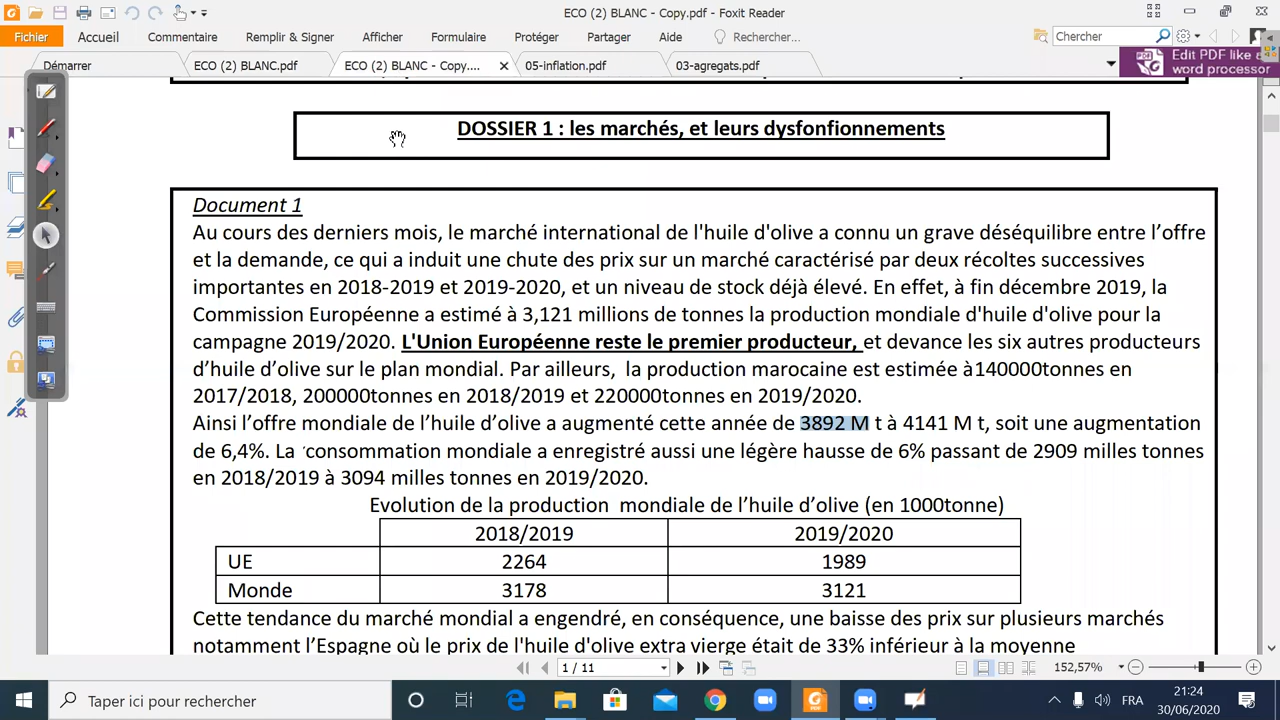 ECO (2) BLANC - Copy.pdf - Foxit Reader
Fichier Accueil Commentaire Remplir & Signer Afficher Formulaire Protéger Partager Aide Rechercher... Chercher
Démarrer ECO (2) BLANC.pdf ECO (2) BLANC - Copy.... 05-inflation.pdf 03-agregats.pdf
Edit PDF like a
word processor
DOSSIER 1 : les marchés, et leurs dysfonfionnements
Document 1
Au cours des derniers mois, le marché international de l'huile d'olive a connu un grave déséquilibre entre l’offre
et la demande, ce qui a induit une chute des prix sur un marché caractérisé par deux récoltes successives
importantes en 2018-2019 et 2019-2020, et un niveau de stock déjà élevé. En effet, à fin décembre 2019, la
Commission Européenne a estimé à 3,121 millions de tonnes la production mondiale d'huile d'olive pour la
campagne 2019/2020. L'Union Européenne reste le premier producteur, et devance les six autres producteurs
d’huile d’olive sur le plan mondial. Par ailleurs, la production marocaine est estimée à140000tonnes en
2017/2018, 200000tonnes en 2018/2019 et 220000tonnes en 2019/2020.
Ainsi l’offre mondiale de l’huile d’olive a augmenté cette année de 3892 M t à 4141 M t, soit une augmentation
de 6,4%. La consommation mondiale a enregistré aussi une légère hausse de 6% passant de 2909 milles tonnes
en 2018/2019 à 3094 milles tonnes en 2019/2020.
Evolution de la production mondiale de l’huile d’olive (en 1000tonne)
2018/2019 2019/2020
UE 2264 1989
Monde 3178 3121
Cette tendance du marché mondial a engendré, en conséquence, une baisse des prix sur plusieurs marchés
notamment l’Espagne où le prix de l'huile d'olive extra vierge était de 33% inférieur à la moyenne
1 / 11 152,57%
Taper ici pour rechercher FRA 21:24
30/06/2020